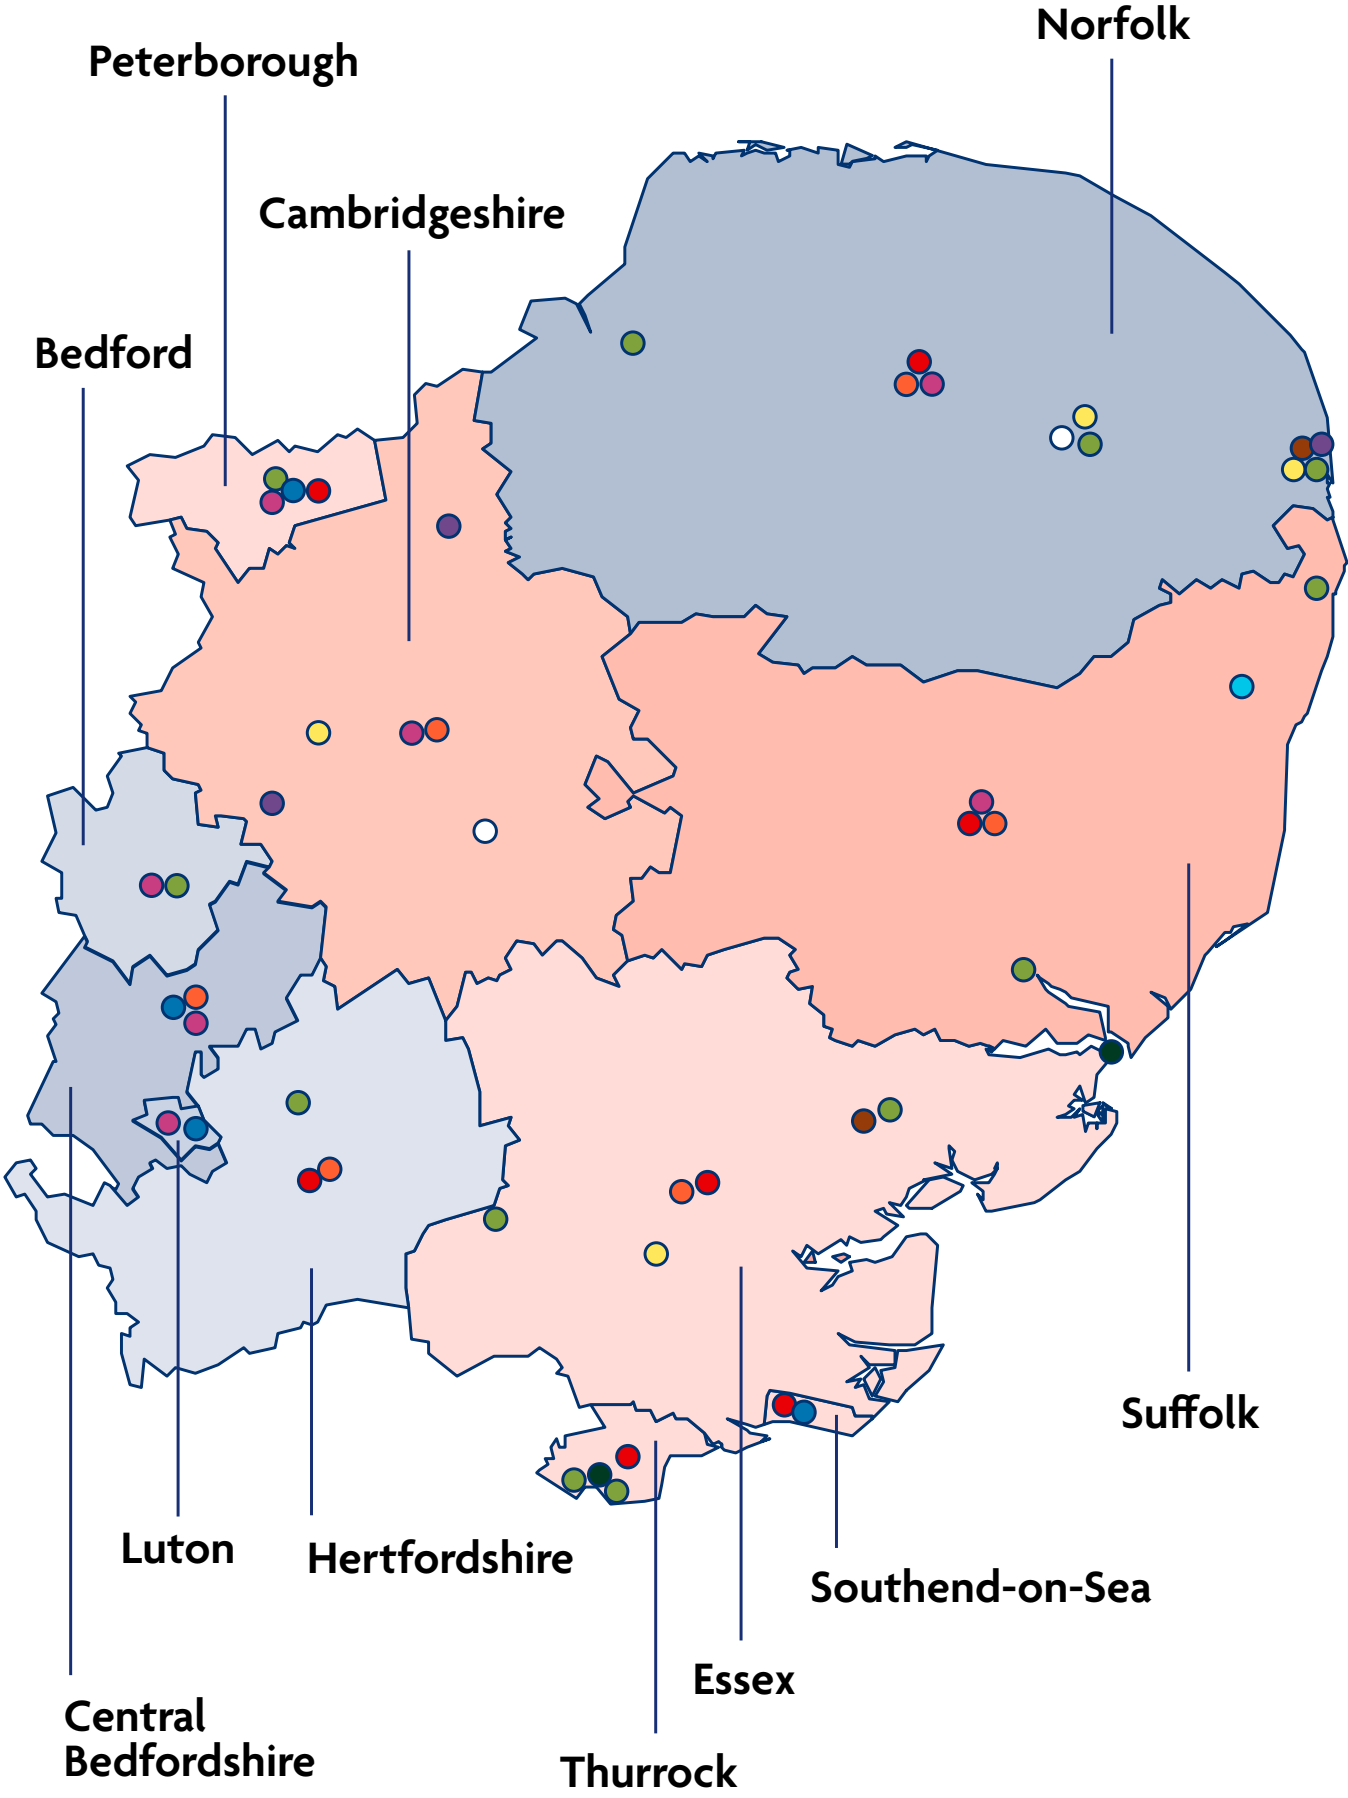 Norfolk
Peterborough
Cambridgeshire
Bedford
Suffolk
Luton
Hertfordshire
Southend-on-Sea
Essex
Central
Bedfordshire
Thurrock